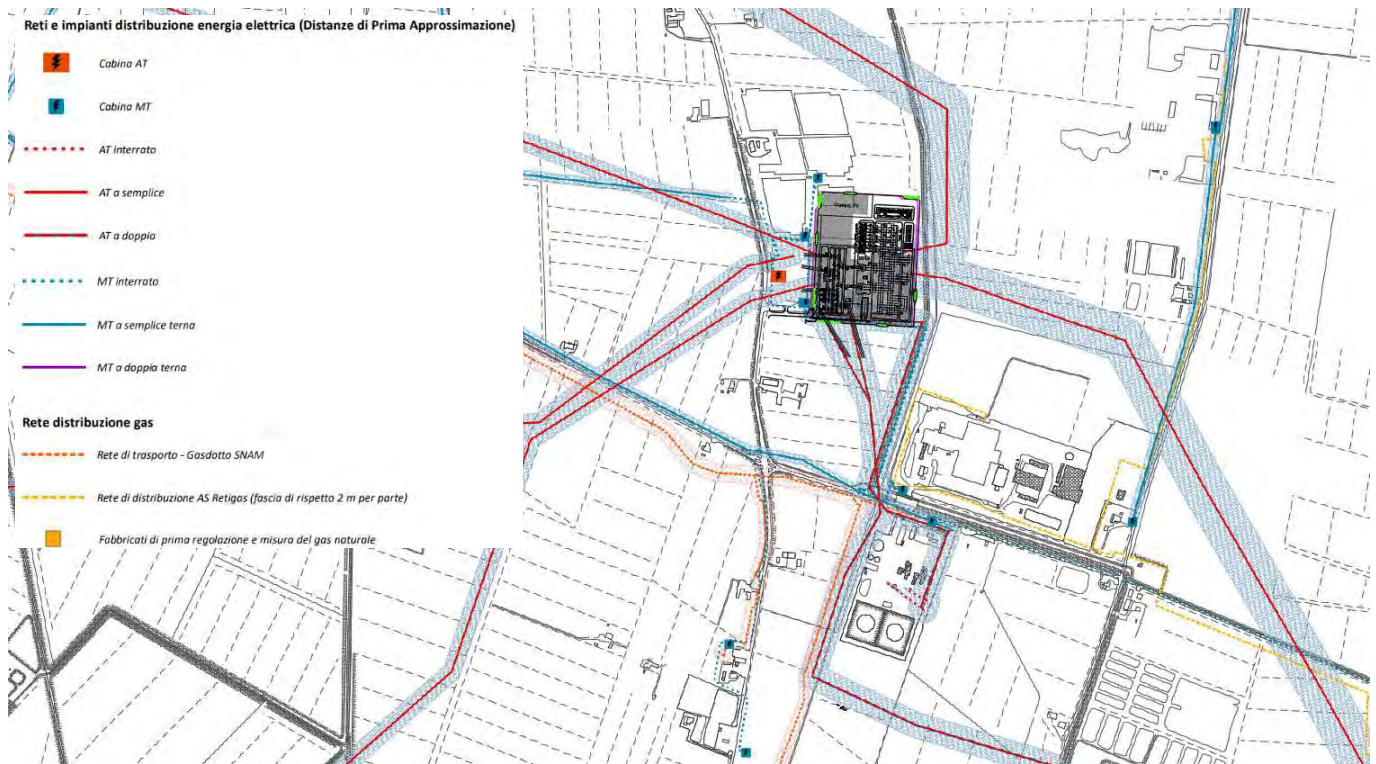 Reti e impianti distribuzione energia elettrica (Distanze di Prima Approssimazione)
Cabina AT
Cabina MT
AT interrato
AT a semplice
AT a doppia
MT interrato
MT a semplice terna
MT a doppia terna
Rete distribuzione gas
Rete di trasporto - Gasdotto SNAM
Rete di distribuzione AS Retigas (fascia di rispetto 2 m per parte)
Fabbricati di prima regolazione e misura del gas naturale